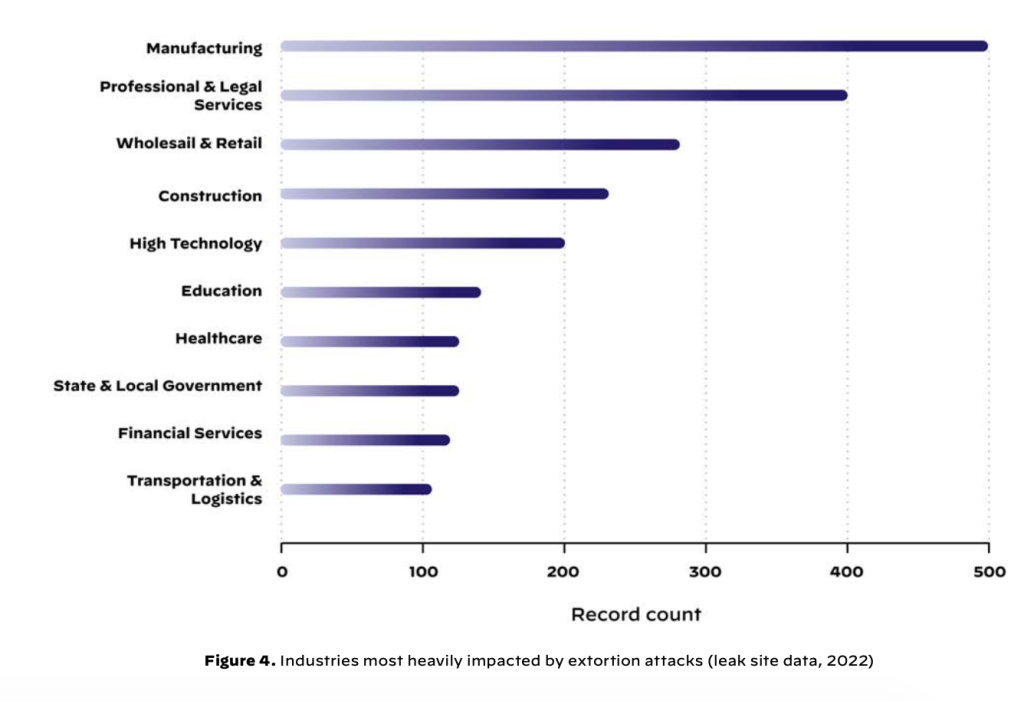 Manufacturing
Professional & Legal
Services
Wholesail & Retail
Construction
High Technology
Education
Healthcare
State & Local Government
Financial Services
Transportation &
Logistics
0 100 200 300 400 500
Record count
Figure 4. Industries most heavily impacted by extortion attacks (leak site data, 2022)